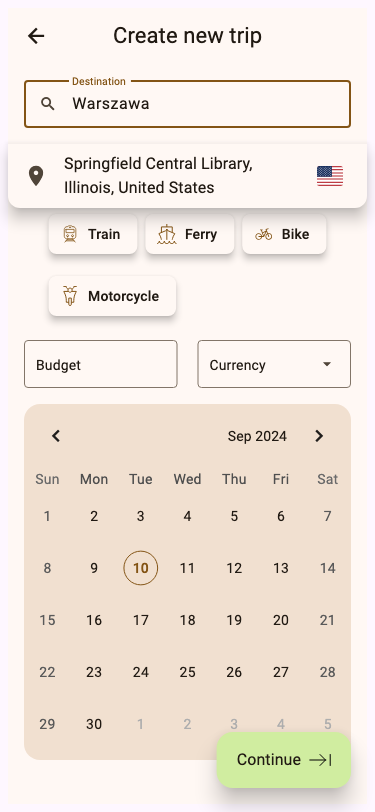 Create new trip
Destination
Warszawa
Springfield Central Library,
Illinois, United States
Train Ferry Bike
Motorcycle
Budget Currency
Sep 2024
Sun Mon Tue Wed Thu Fri Sat
1 2 3 4 5 6 7
8 9 10 11 12 13 14
15 16 17 18 19 20 21
22 23 24 25 26 27 28
29 30 1 2 3 4 5
Continue